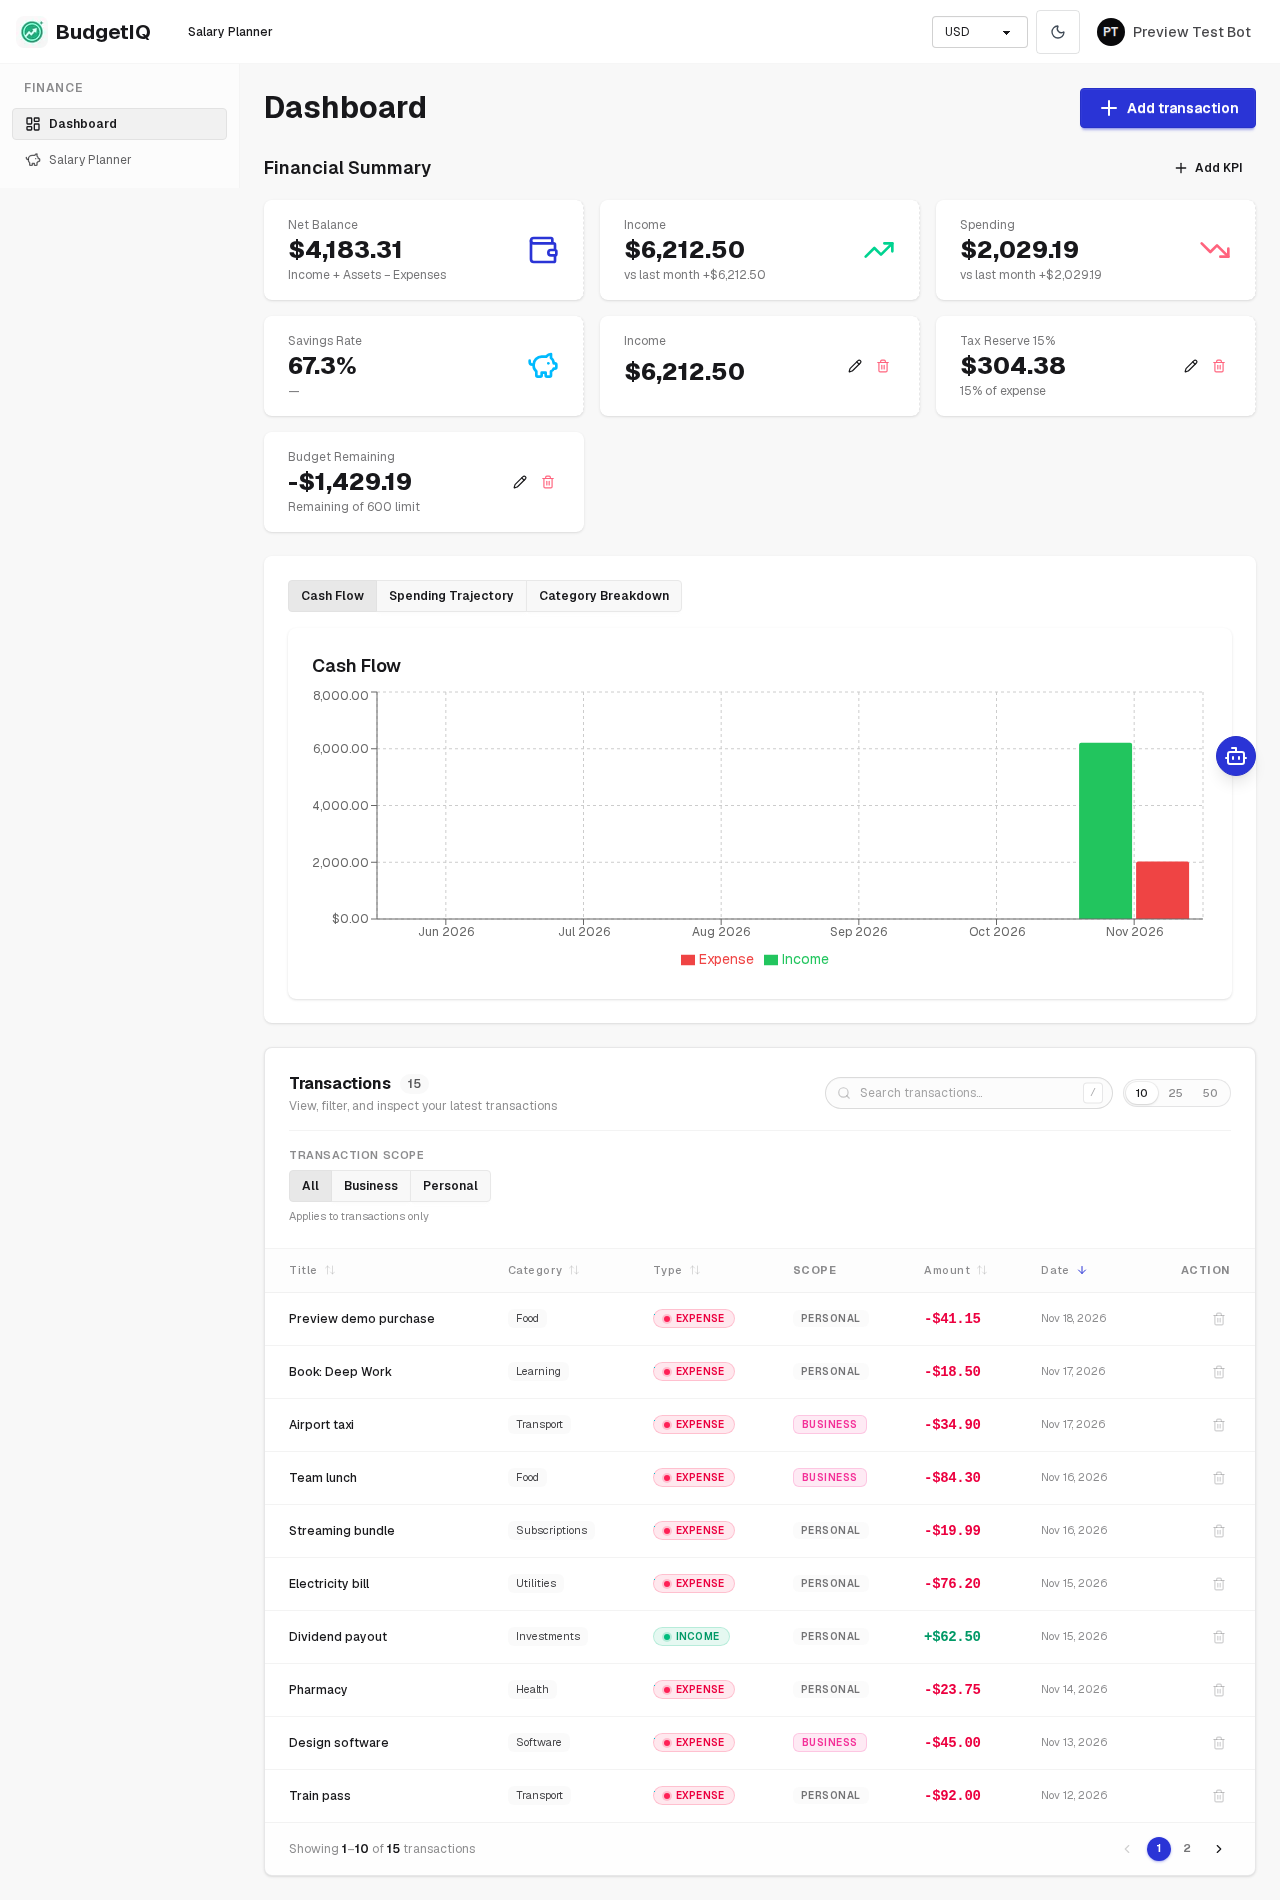 BudgetIQ
Salary Planner
USD
PT
Preview Test Bot
FINANCE
Dashboard
Salary Planner
Dashboard
Add transaction
Financial Summary
Add KPI
Net Balance
$4,183.31
Income + Assets − Expenses
Income
$6,212.50
vs last month +$6,212.50
Spending
$2,029.19
vs last month +$2,029.19
Savings Rate
67.3%
—
Income
$6,212.50
Tax Reserve 15%
$304.38
15% of expense
Budget Remaining
-$1,429.19
Remaining of 600 limit
Cash Flow Spending Trajectory Category Breakdown
Cash Flow
8,000.00
6,000.00
4,000.00
2,000.00
$0.00
Jun 2026 Jul 2026 Aug 2026 Sep 2026 Oct 2026 Nov 2026
Expense Income
Transactions 15
View, filter, and inspect your latest transactions
Search transactions... /
10 25 50
TRANSACTION SCOPE
All Business Personal
Applies to transactions only
Title Category Type SCOPE Amount Date ACTION
Preview demo purchase Food EXPENSE PERSONAL -$41.15 Nov 18, 2026
Book: Deep Work Learning EXPENSE PERSONAL -$18.50 Nov 17, 2026
Airport taxi Transport EXPENSE BUSINESS -$34.90 Nov 17, 2026
Team lunch Food EXPENSE BUSINESS -$84.30 Nov 16, 2026
Streaming bundle Subscriptions EXPENSE PERSONAL -$19.99 Nov 16, 2026
Electricity bill Utilities EXPENSE PERSONAL -$76.20 Nov 15, 2026
Dividend payout Investments INCOME PERSONAL +$62.50 Nov 15, 2026
Pharmacy Health EXPENSE PERSONAL -$23.75 Nov 14, 2026
Design software Software EXPENSE BUSINESS -$45.00 Nov 13, 2026
Train pass Transport EXPENSE PERSONAL -$92.00 Nov 12, 2026
Showing 1–10 of 15 transactions
1 2